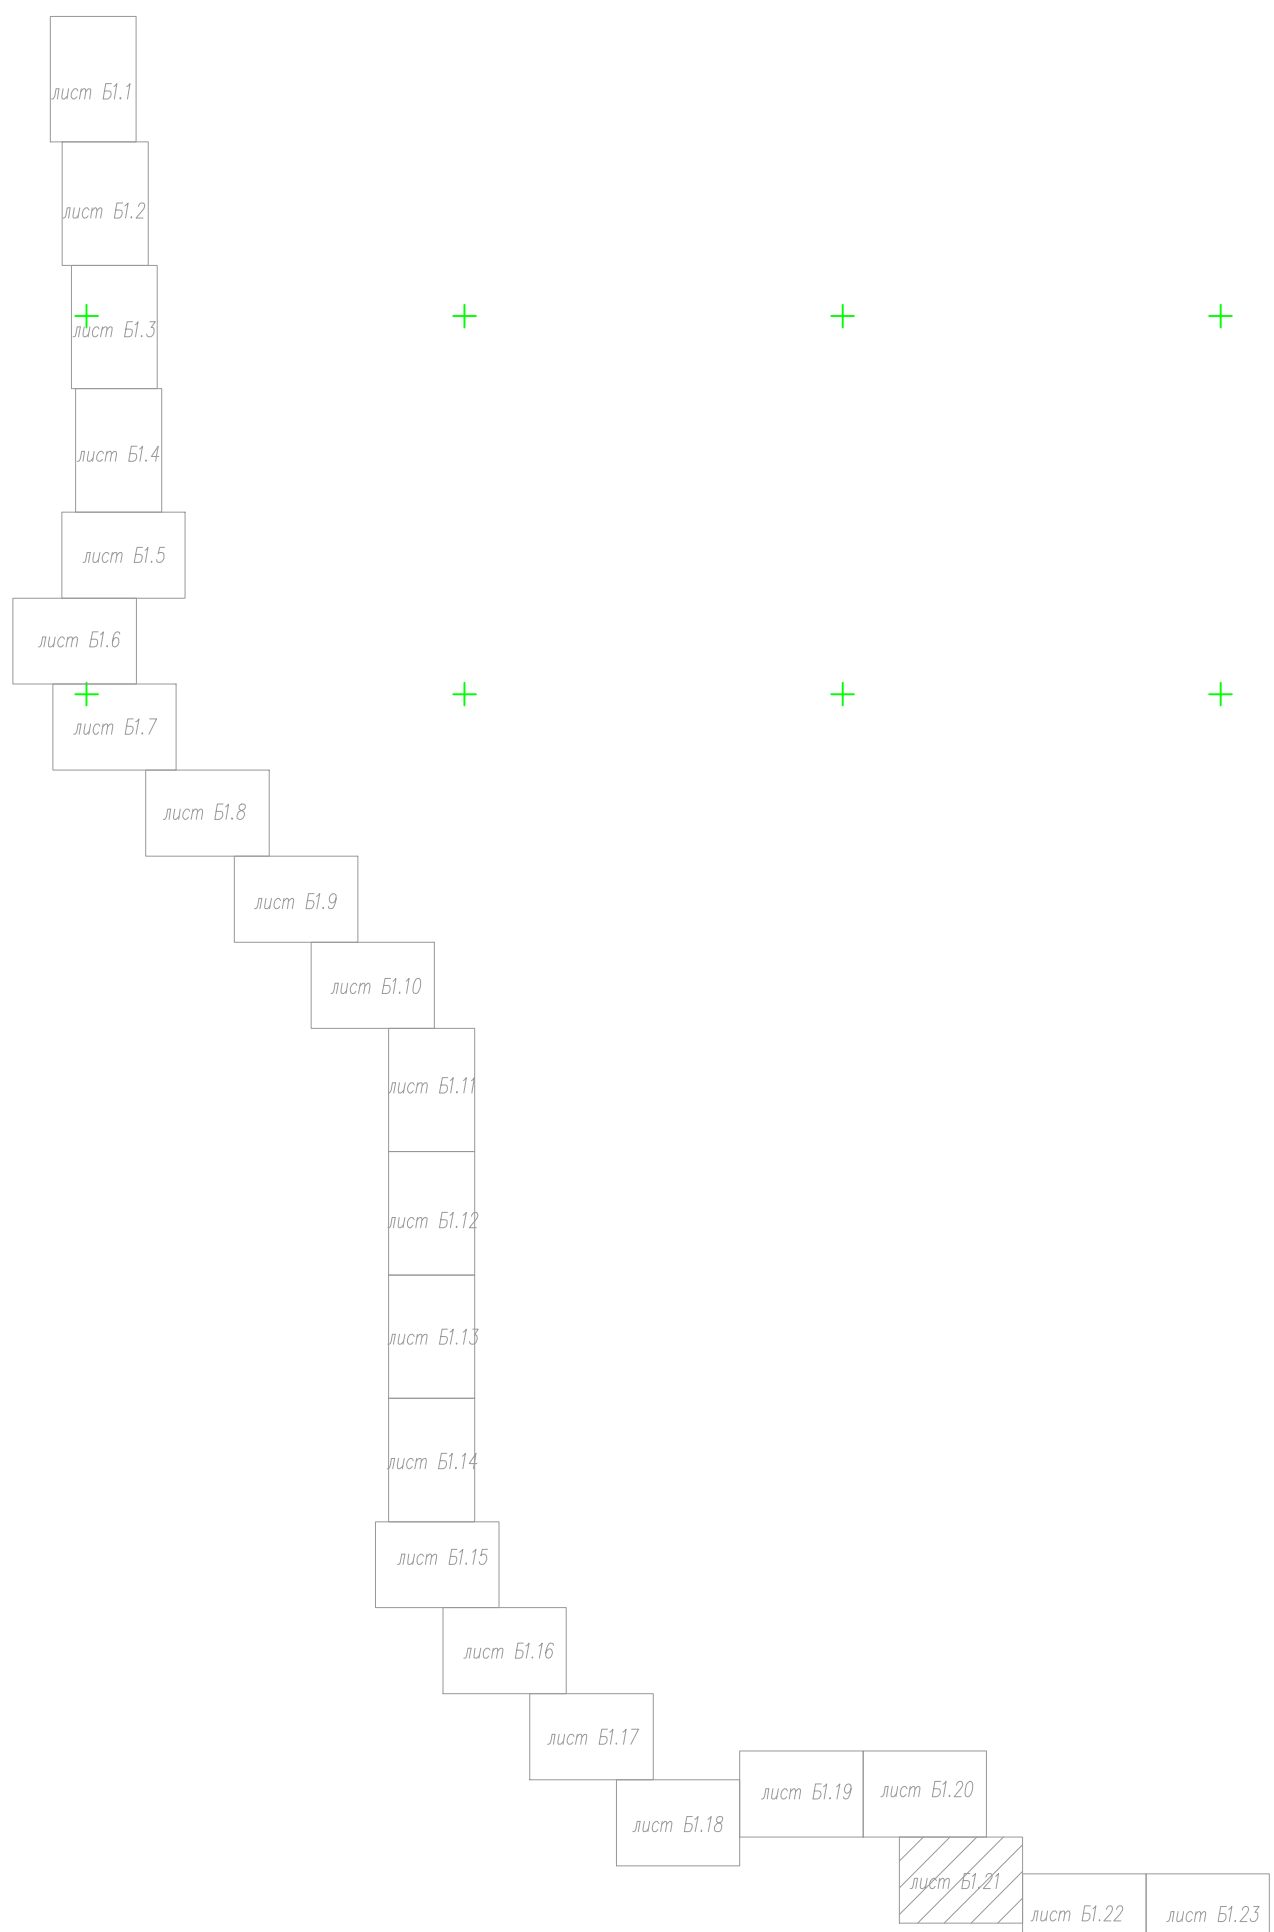 лист Б1.1
лист Б1.2
лист Б1.3
лист Б1.4
лист Б1.5
лист Б1.6
лист Б1.7
лист Б1.8
лист Б1.9
лист Б1.10
лист Б1.11
лист Б1.12
лист Б1.13
лист Б1.14
лист Б1.15
лист Б1.16
лист Б1.17
лист Б1.18
лист Б1.19
лист Б1.20
лист Б1.21
лист Б1.22
лист Б1.23